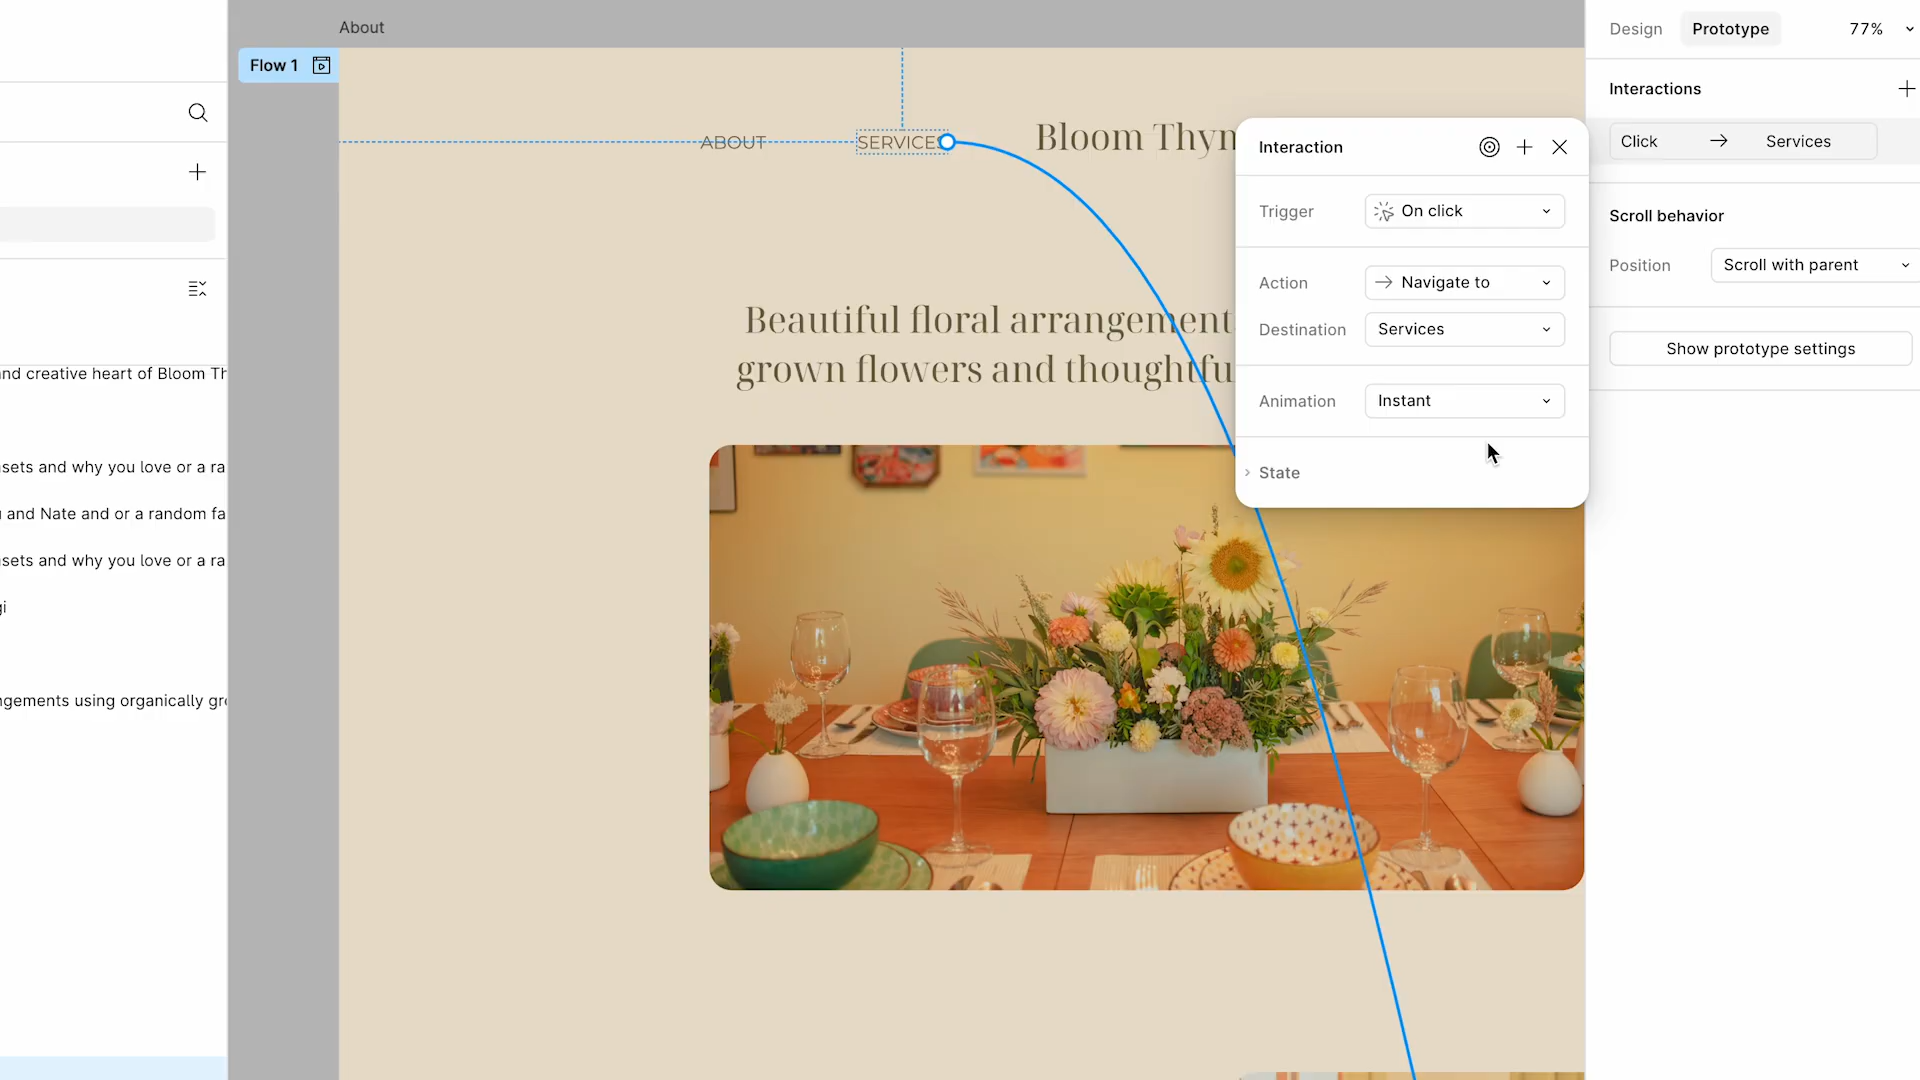 About
Design
Prototype
77%
Flow 1
Interactions
Click
Services
ABOUT
SERVICES
Bloom Thyn
Interaction
Trigger
On click
Action
Navigate to
Destination
Services
Animation
Instant
State
Scroll behavior
Position
Scroll with parent
Show prototype settings
Beautiful floral arrangement
grown flowers and thoughtfu
nd creative heart of Bloom Th
sets and why you love or a ra
and Nate and or a random fa
sets and why you love or a ra
gi
ngements using organically gr